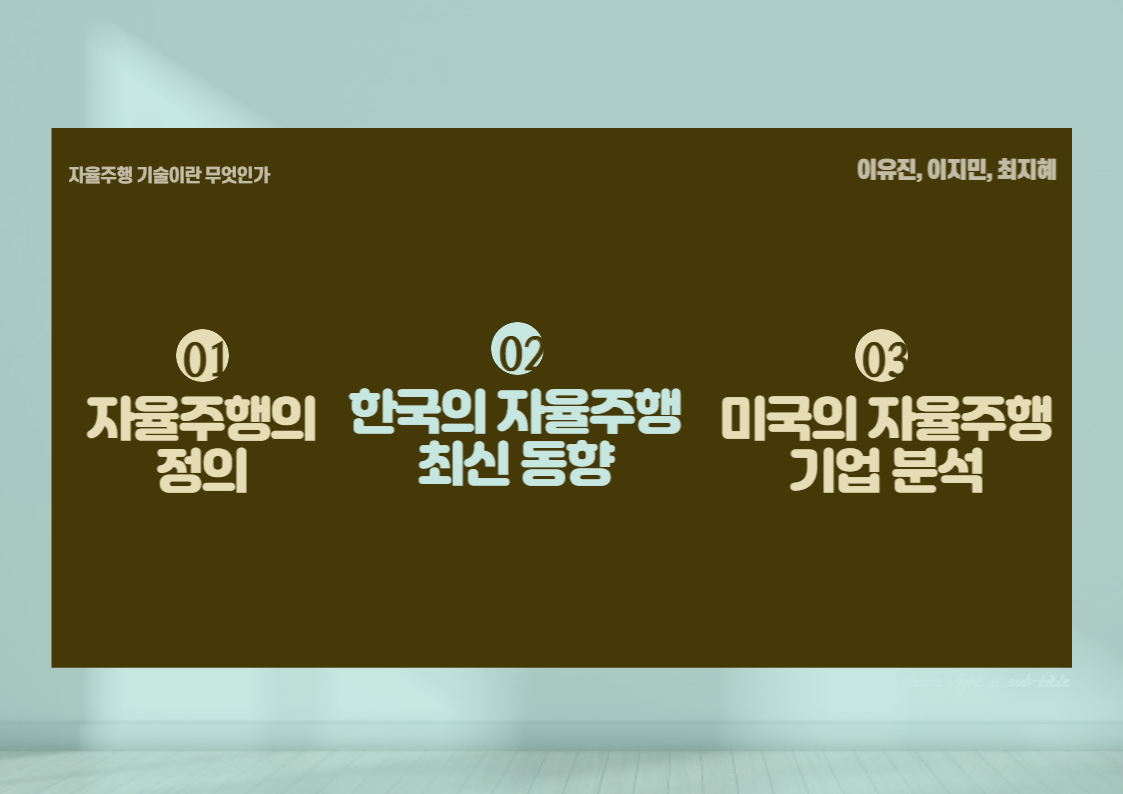 자율주행 기술이란 무엇인가
이유진, 이지민, 최지혜
01
자율주행의
정의
02
한국의 자율주행
최신 동향
03
미국의 자율주행
기업 분석
a sub-title